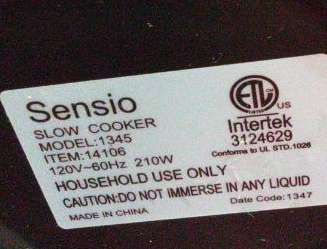 Sensio
SLOW COOKER
MODEL:1345
ITEM:14106
120V~60Hz 210W
ETL
US
Intertek
3124629
Conforms to UL STD.1026
HOUSEHOLD USE ONLY
CAUTION:DO NOT IMMERSE IN ANY LIQUID
MADE IN CHINA
Date Code:1347